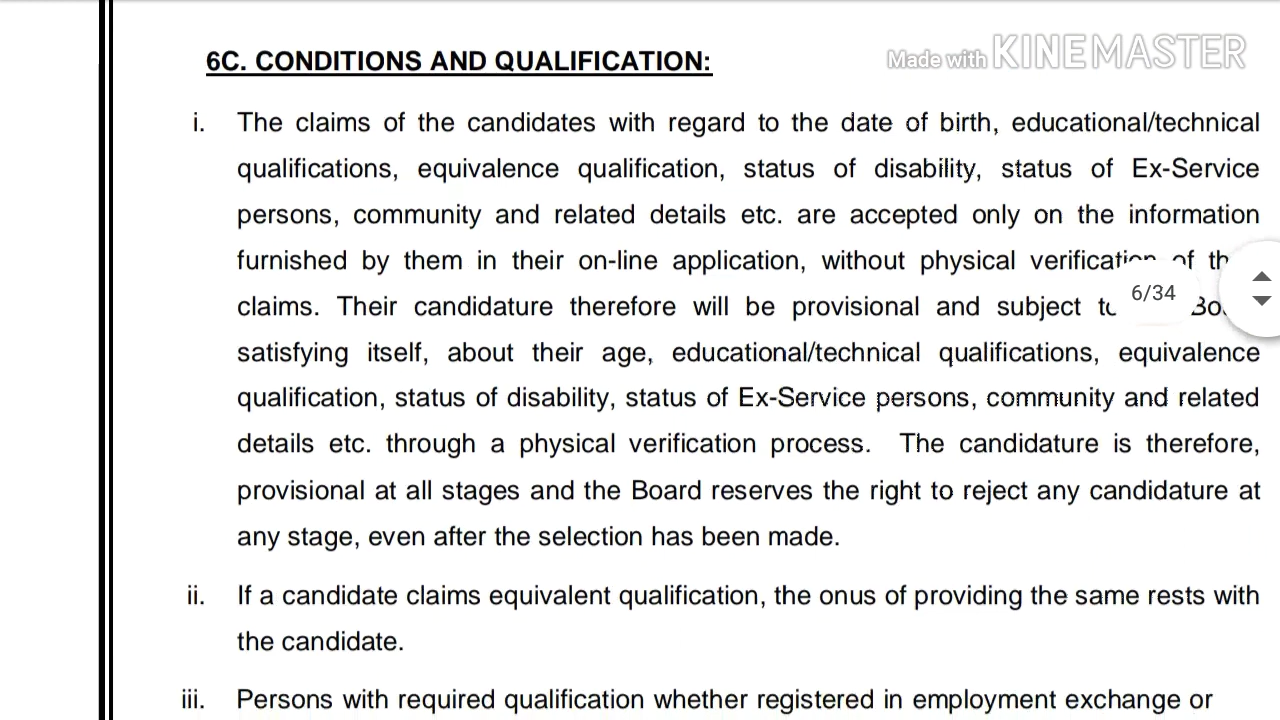 6C. CONDITIONS AND QUALIFICATION:
Made with KINEMASTER
i. The claims of the candidates with regard to the date of birth, educational/technical
qualifications, equivalence qualification, status of disability, status of Ex-Service
persons, community and related details etc. are accepted only on the information
furnished by them in their on-line application, without physical verification of
claims. Their candidature therefore will be provisional and subject
6/34
satisfying itself, about their age, educational/technical qualifications, equivalence
qualification, status of disability, status of Ex-Service persons, community and related
details etc. through a physical verification process. The candidature is therefore,
provisional at all stages and the Board reserves the right to reject any candidature at
any stage, even after the selection has been made.
ii. If a candidate claims equivalent qualification, the onus of providing the same rests with
the candidate.
iii. Persons with required qualification whether registered in employment exchange or